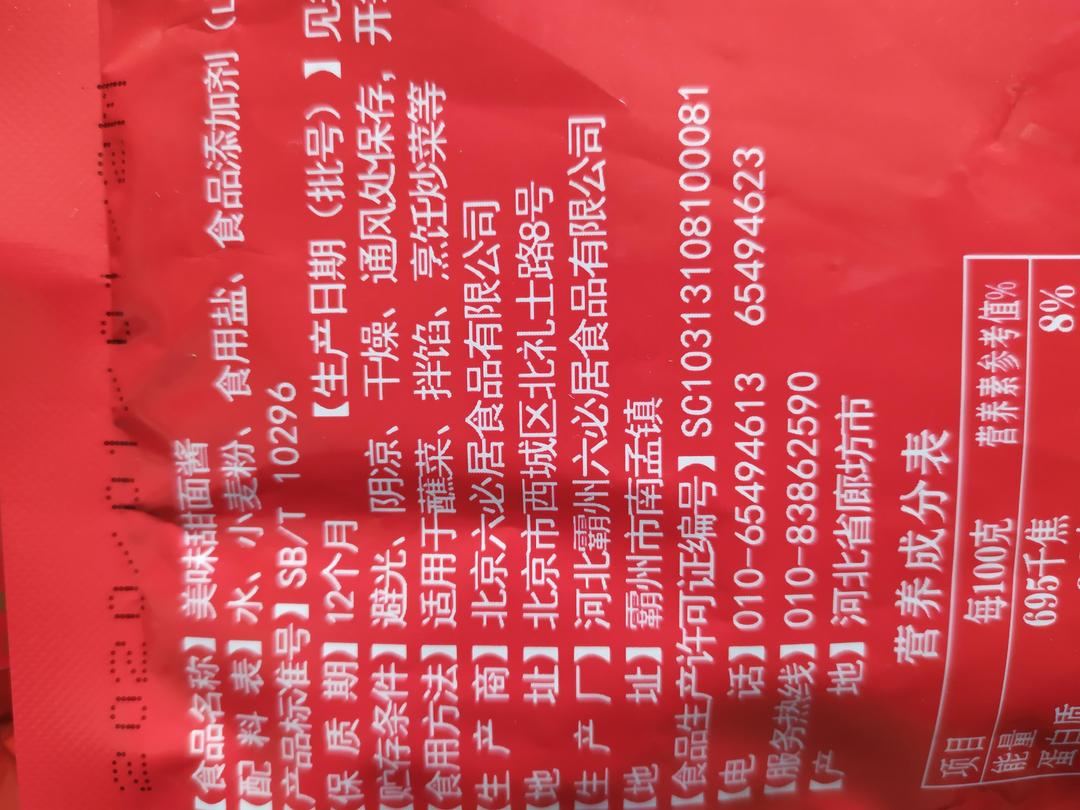 【食品名称】美味甜面酱
【配 料 表】水、小麦粉、食用盐、食品添加剂
【产品标准号】SB/T 10296
【保 质 期】12个月 【生产日期（批号）】见
【贮存条件】避光、阴凉、干燥、通风处保存，开
【食用方法】适用于蘸菜、拌馅、烹饪炒菜等
【生 产 商】北京六必居食品有限公司
【地 址】北京市西城区北礼士路8号
【生 产 厂】河北霸州六必居食品有限公司
【地 址】霸州市南孟镇
【食品生产许可证编号】SC10313108100081
【电 话】010-65494613 65494623
【服务热线】010-83862590
【产 地】河北省廊坊市
营养成分表
项目 每100克 营养素参考值%
能量 695千焦 8%
蛋白质